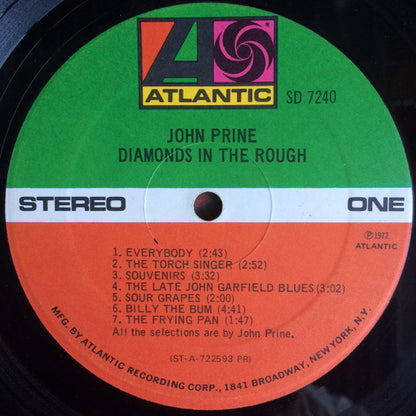 ATLANTIC
SD 7240
JOHN PRINE
DIAMONDS IN THE ROUGH
STEREO
ONE
℗ 1972
ATLANTIC
1. EVERYBODY (2:43)
2. THE TORCH SINGER (2:52)
3. SOUVENIRS (3:32)
4. THE LATE JOHN GARFIELD BLUES (3:02)
5. SOUR GRAPES (2:00)
6. BILLY THE BUM (4:41)
7. THE FRYING PAN (1:47)
All the selections are by John Prine.
(ST-A-722593 PR)
MFG. BY ATLANTIC RECORDING CORP., 1841 BROADWAY, NEW YORK, N.Y.